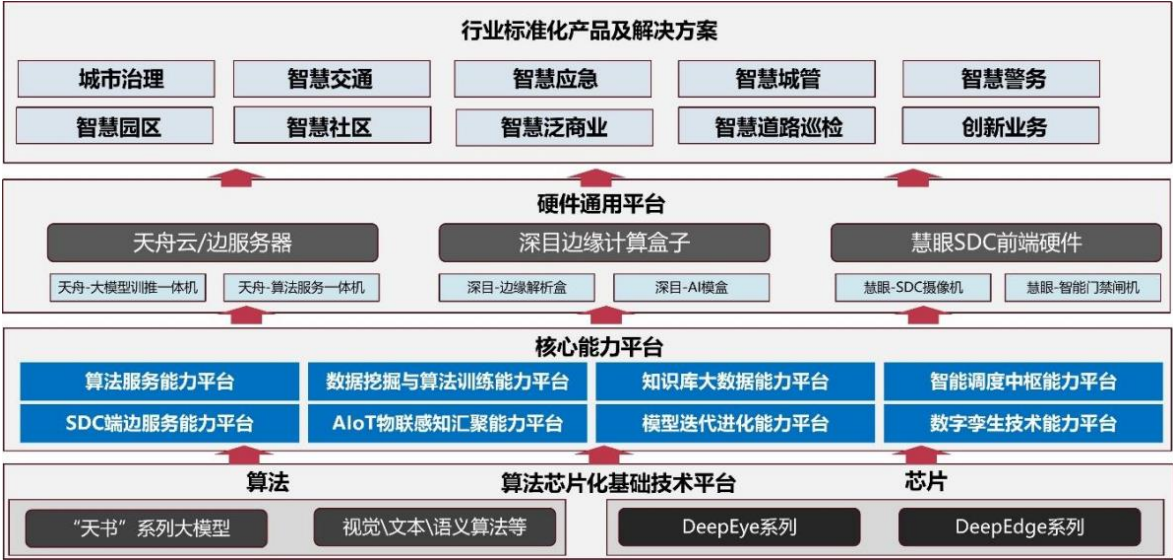 行业标准化产品及解决方案
城市治理 智慧交通 智慧应急 智慧城管 智慧警务
智慧园区 智慧社区 智慧泛商业 智慧道路巡检 创新业务
硬件通用平台
天舟云/边服务器 深目边缘计算盒子 慧眼SDC前端硬件
天舟-大模型训推一体机 天舟-算法服务一体机 深目-边缘解析盒 深目-AI模盒 慧眼-SDC摄像机 慧眼-智能门禁闸机
核心能力平台
算法服务能力平台 数据挖掘与算法训练能力平台 知识库大数据能力平台 智能调度中枢能力平台
SDC端边服务能力平台 AIoT物联感知汇聚能力平台 模型迭代进化能力平台 数字孪生技术能力平台
算法 算法芯片化基础技术平台 芯片
“天书”系列大模型 视觉\文本\语义算法等 DeepEye系列 DeepEdge系列